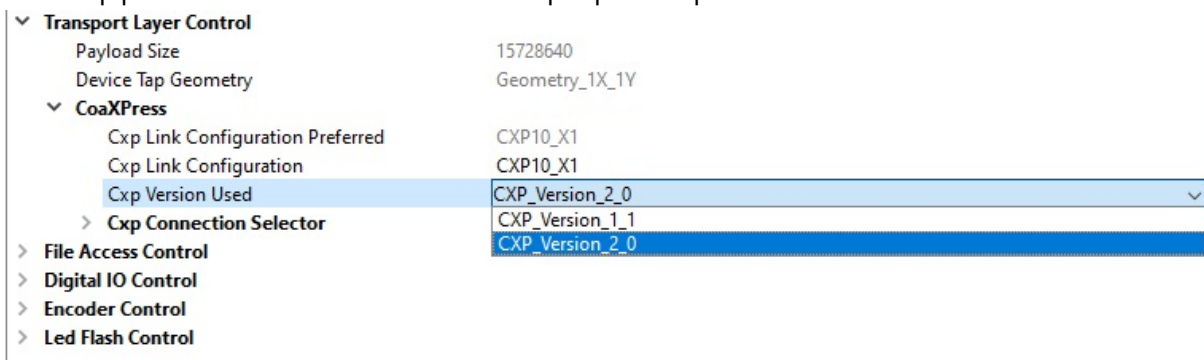 Transport Layer Control
Payload Size 15728640
Device Tap Geometry Geometry_1X_1Y
CoaXPress
Cxp Link Configuration Preferred CXP10_X1
Cxp Link Configuration CXP10_X1
Cxp Version Used CXP_Version_2_0
CXP_Version_1_1
Cxp Connection Selector
CXP_Version_2_0
File Access Control
Digital IO Control
Encoder Control
Led Flash Control